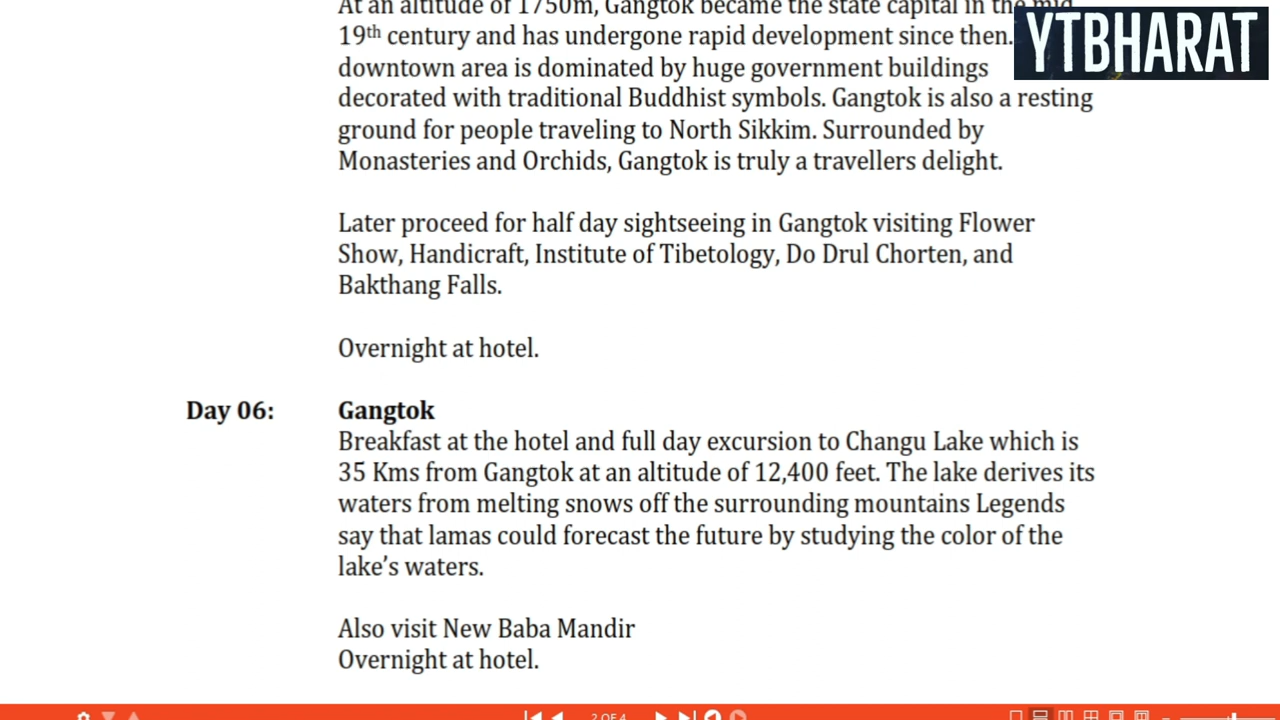 At an altitude of 1750m, Gangtok became the state capital in the mid
19th century and has undergone rapid development since then.
YTBHARAT
downtown area is dominated by huge government buildings
decorated with traditional Buddhist symbols. Gangtok is also a resting
ground for people traveling to North Sikkim. Surrounded by
Monasteries and Orchids, Gangtok is truly a travellers delight.
Later proceed for half day sightseeing in Gangtok visiting Flower
Show, Handicraft, Institute of Tibetology, Do Drul Chorten, and
Bakthang Falls.
Overnight at hotel.
Day 06: Gangtok
Breakfast at the hotel and full day excursion to Changu Lake which is
35 Kms from Gangtok at an altitude of 12,400 feet. The lake derives its
waters from melting snows off the surrounding mountains Legends
say that lamas could forecast the future by studying the color of the
lake's waters.
Also visit New Baba Mandir
Overnight at hotel.
2 OF 4